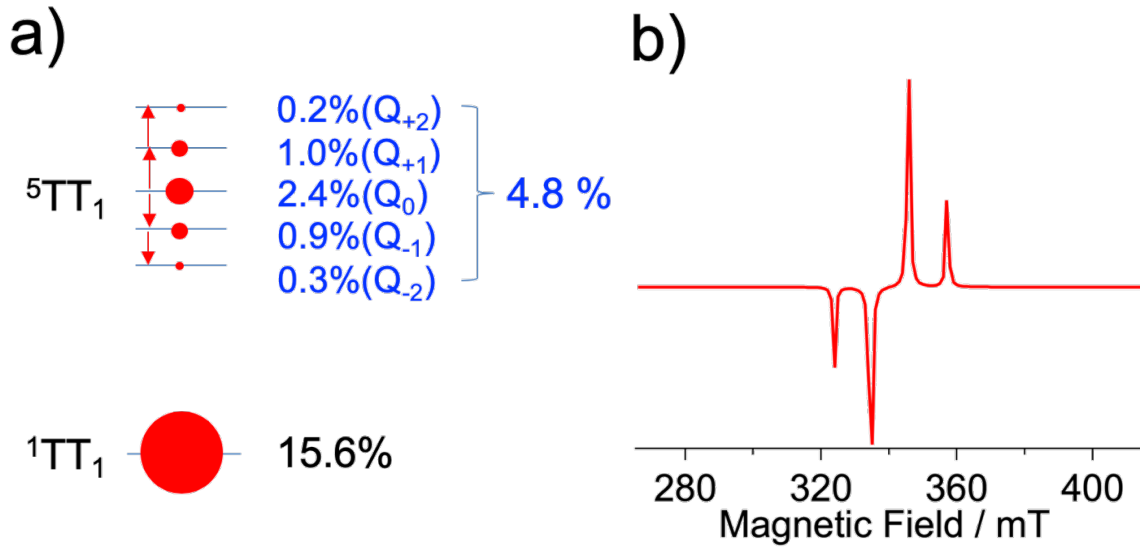 a)
0.2%(Q₊₂)
1.0%(Q₊₁)
⁵TT₁
2.4%(Q₀)
4.8 %
0.9%(Q₋₁)
0.3%(Q₋₂)
¹TT₁
15.6%
b)
280 320 360 400
Magnetic Field / mT